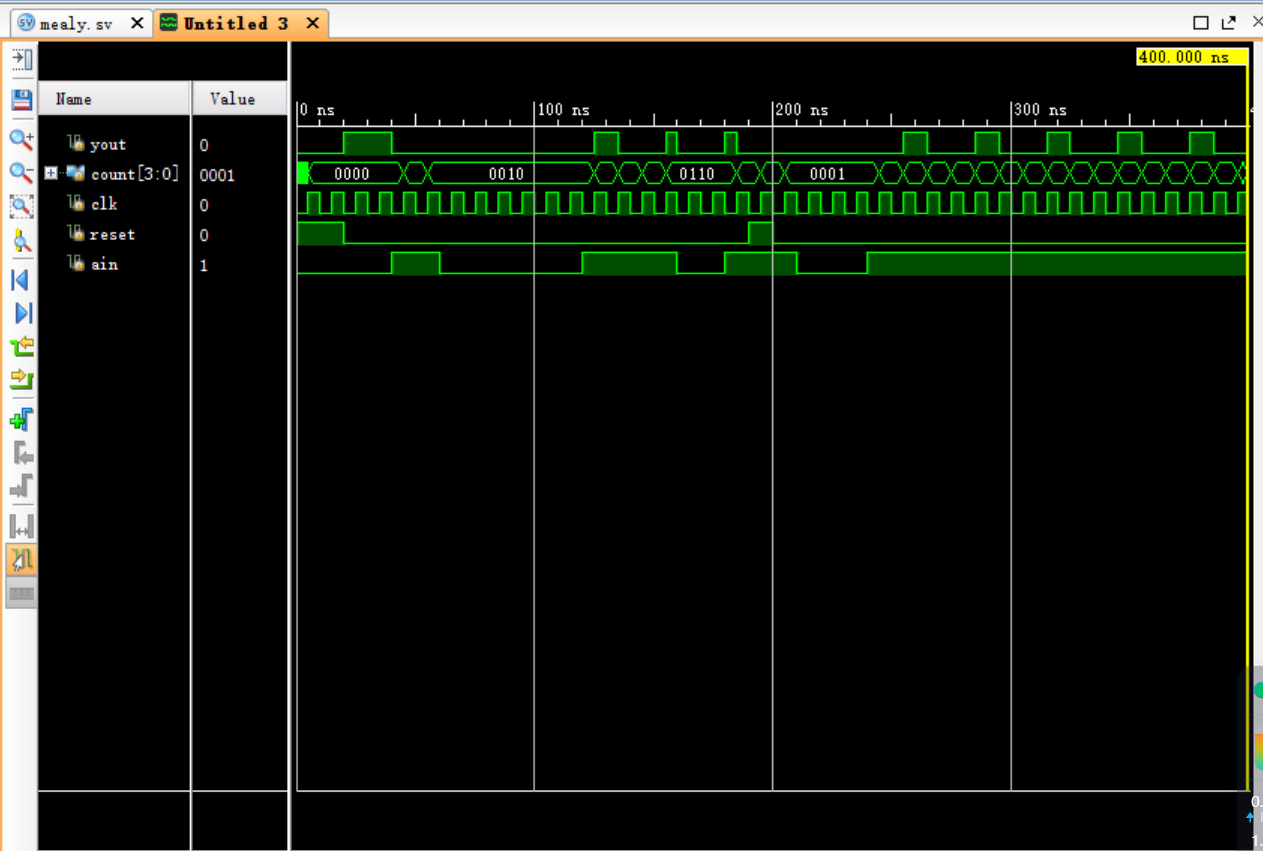 mealy.sv Untitled 3
400.000 ns
Name Value
0 ns 100 ns 200 ns 300 ns
yout 0
count[3:0] 0001 0000 0010 0110 0001
clk 0
reset 0
ain 1